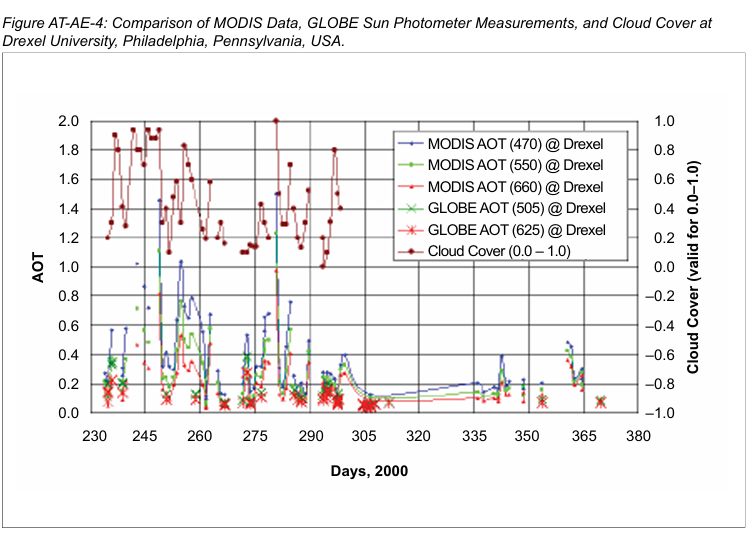 Figure AT-AE-4: Comparison of MODIS Data, GLOBE Sun Photometer Measurements, and Cloud Cover at
Drexel University, Philadelphia, Pennsylvania, USA.
2.0
1.8
1.6
1.4
1.2
1.0
0.8
0.6
0.4
0.2
0.0
AOT
MODIS AOT (470) @ Drexel
MODIS AOT (550) @ Drexel
MODIS AOT (660) @ Drexel
GLOBE AOT (505) @ Drexel
GLOBE AOT (625) @ Drexel
Cloud Cover (0.0 – 1.0)
1.0
0.8
0.6
0.4
0.2
0.0
–0.2
–0.4
–0.6
–0.8
–1.0
Cloud Cover (valid for 0.0–1.0)
230 245 260 275 290 305 320 335 350 365 380
Days, 2000